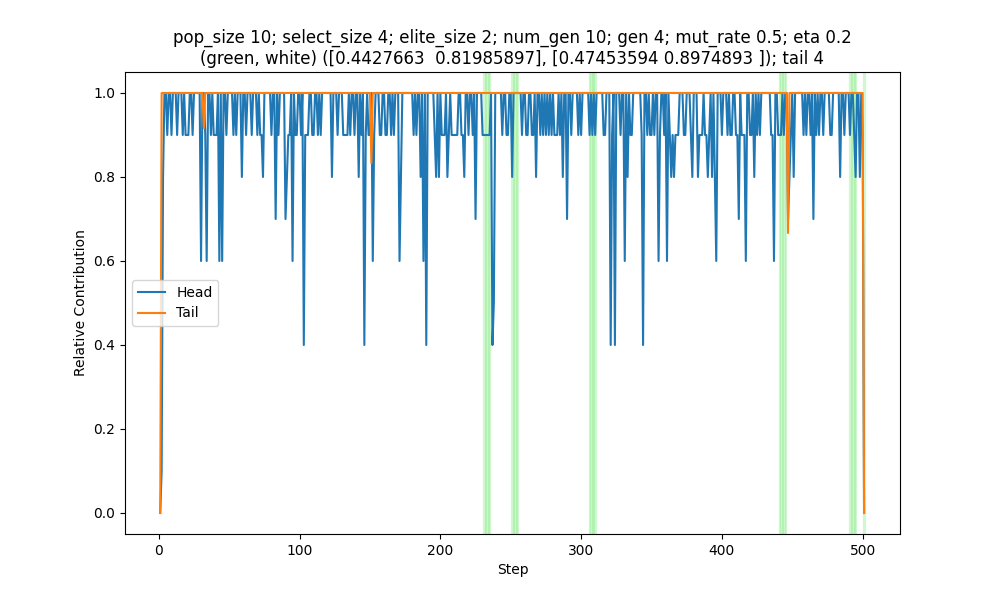 pop_size 10; select_size 4; elite_size 2; num_gen 10; gen 4; mut_rate 0.5; eta 0.2
(green, white) ([0.4427663  0.81985897], [0.47453594 0.8974893 ]); tail 4
1.0
0.8
0.6
0.4
0.2
0.0
Relative Contribution
Head
Tail
0
100
200
300
400
500
Step